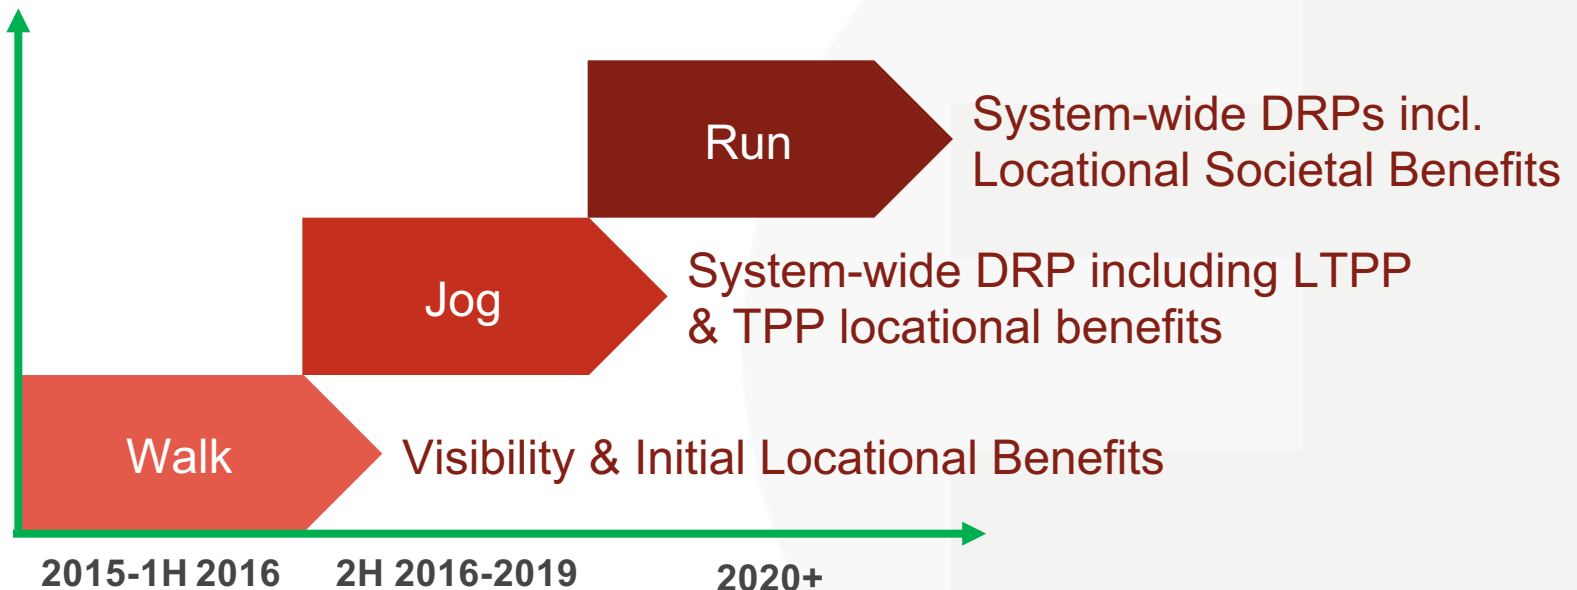 Run
System-wide DRPs incl.
Locational Societal Benefits
Jog
System-wide DRP including LTPP
& TPP locational benefits
Walk
Visibility & Initial Locational Benefits
2015-1H 2016
2H 2016-2019
2020+